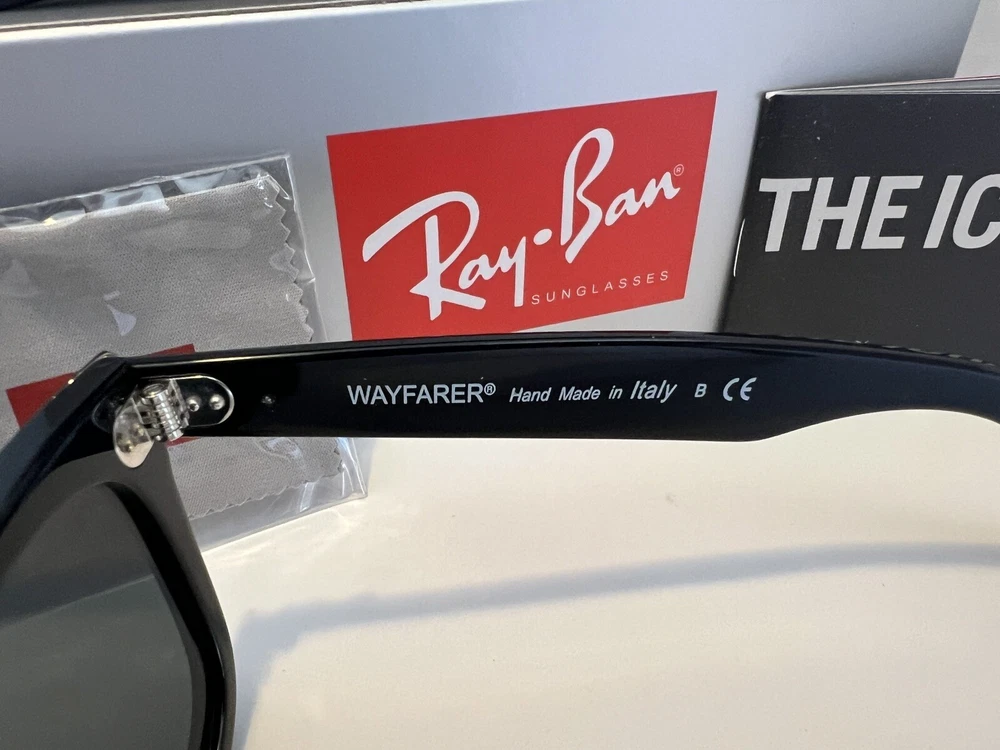 Ray·Ban®
SUNGLASSES
THE IC
WAYFARER® Hand Made in Italy B CE